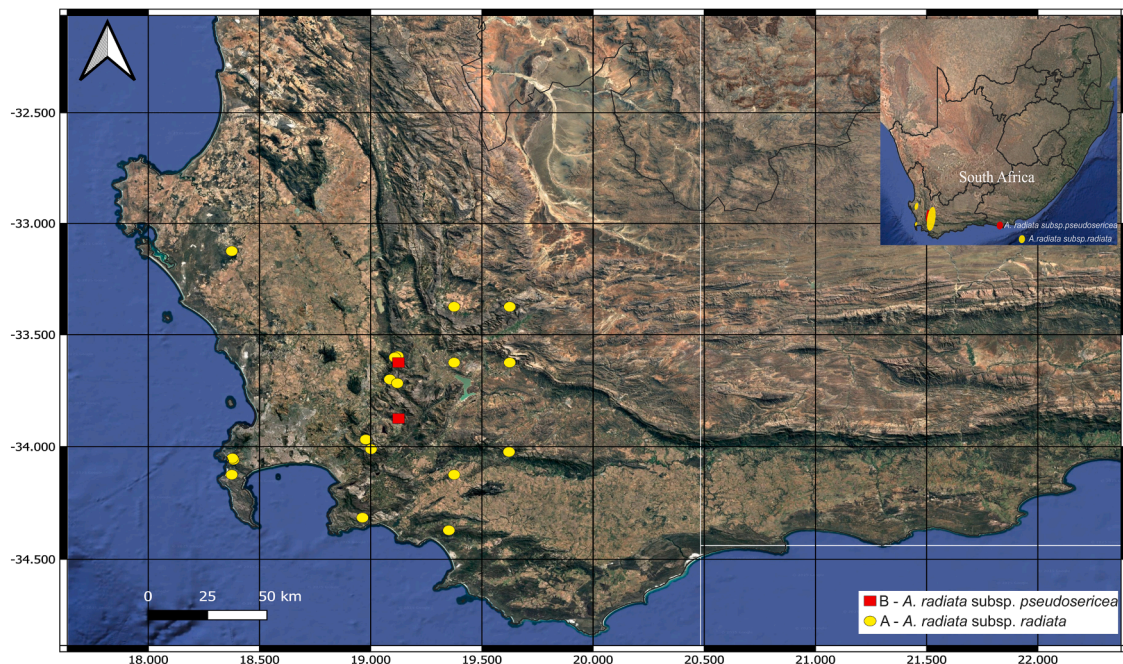 -32.500
-33.000
-33.500
-34.000
-34.500
South Africa
A. radiata subsp.pseudosericea
A.radiata subsp.radiata
0 25 50 km
B - A. radiata subsp. pseudosericea
A - A. radiata subsp. radiata
18.000 18.500 19.000 19.500 20.000 20.500 21.000 21.500 22.000